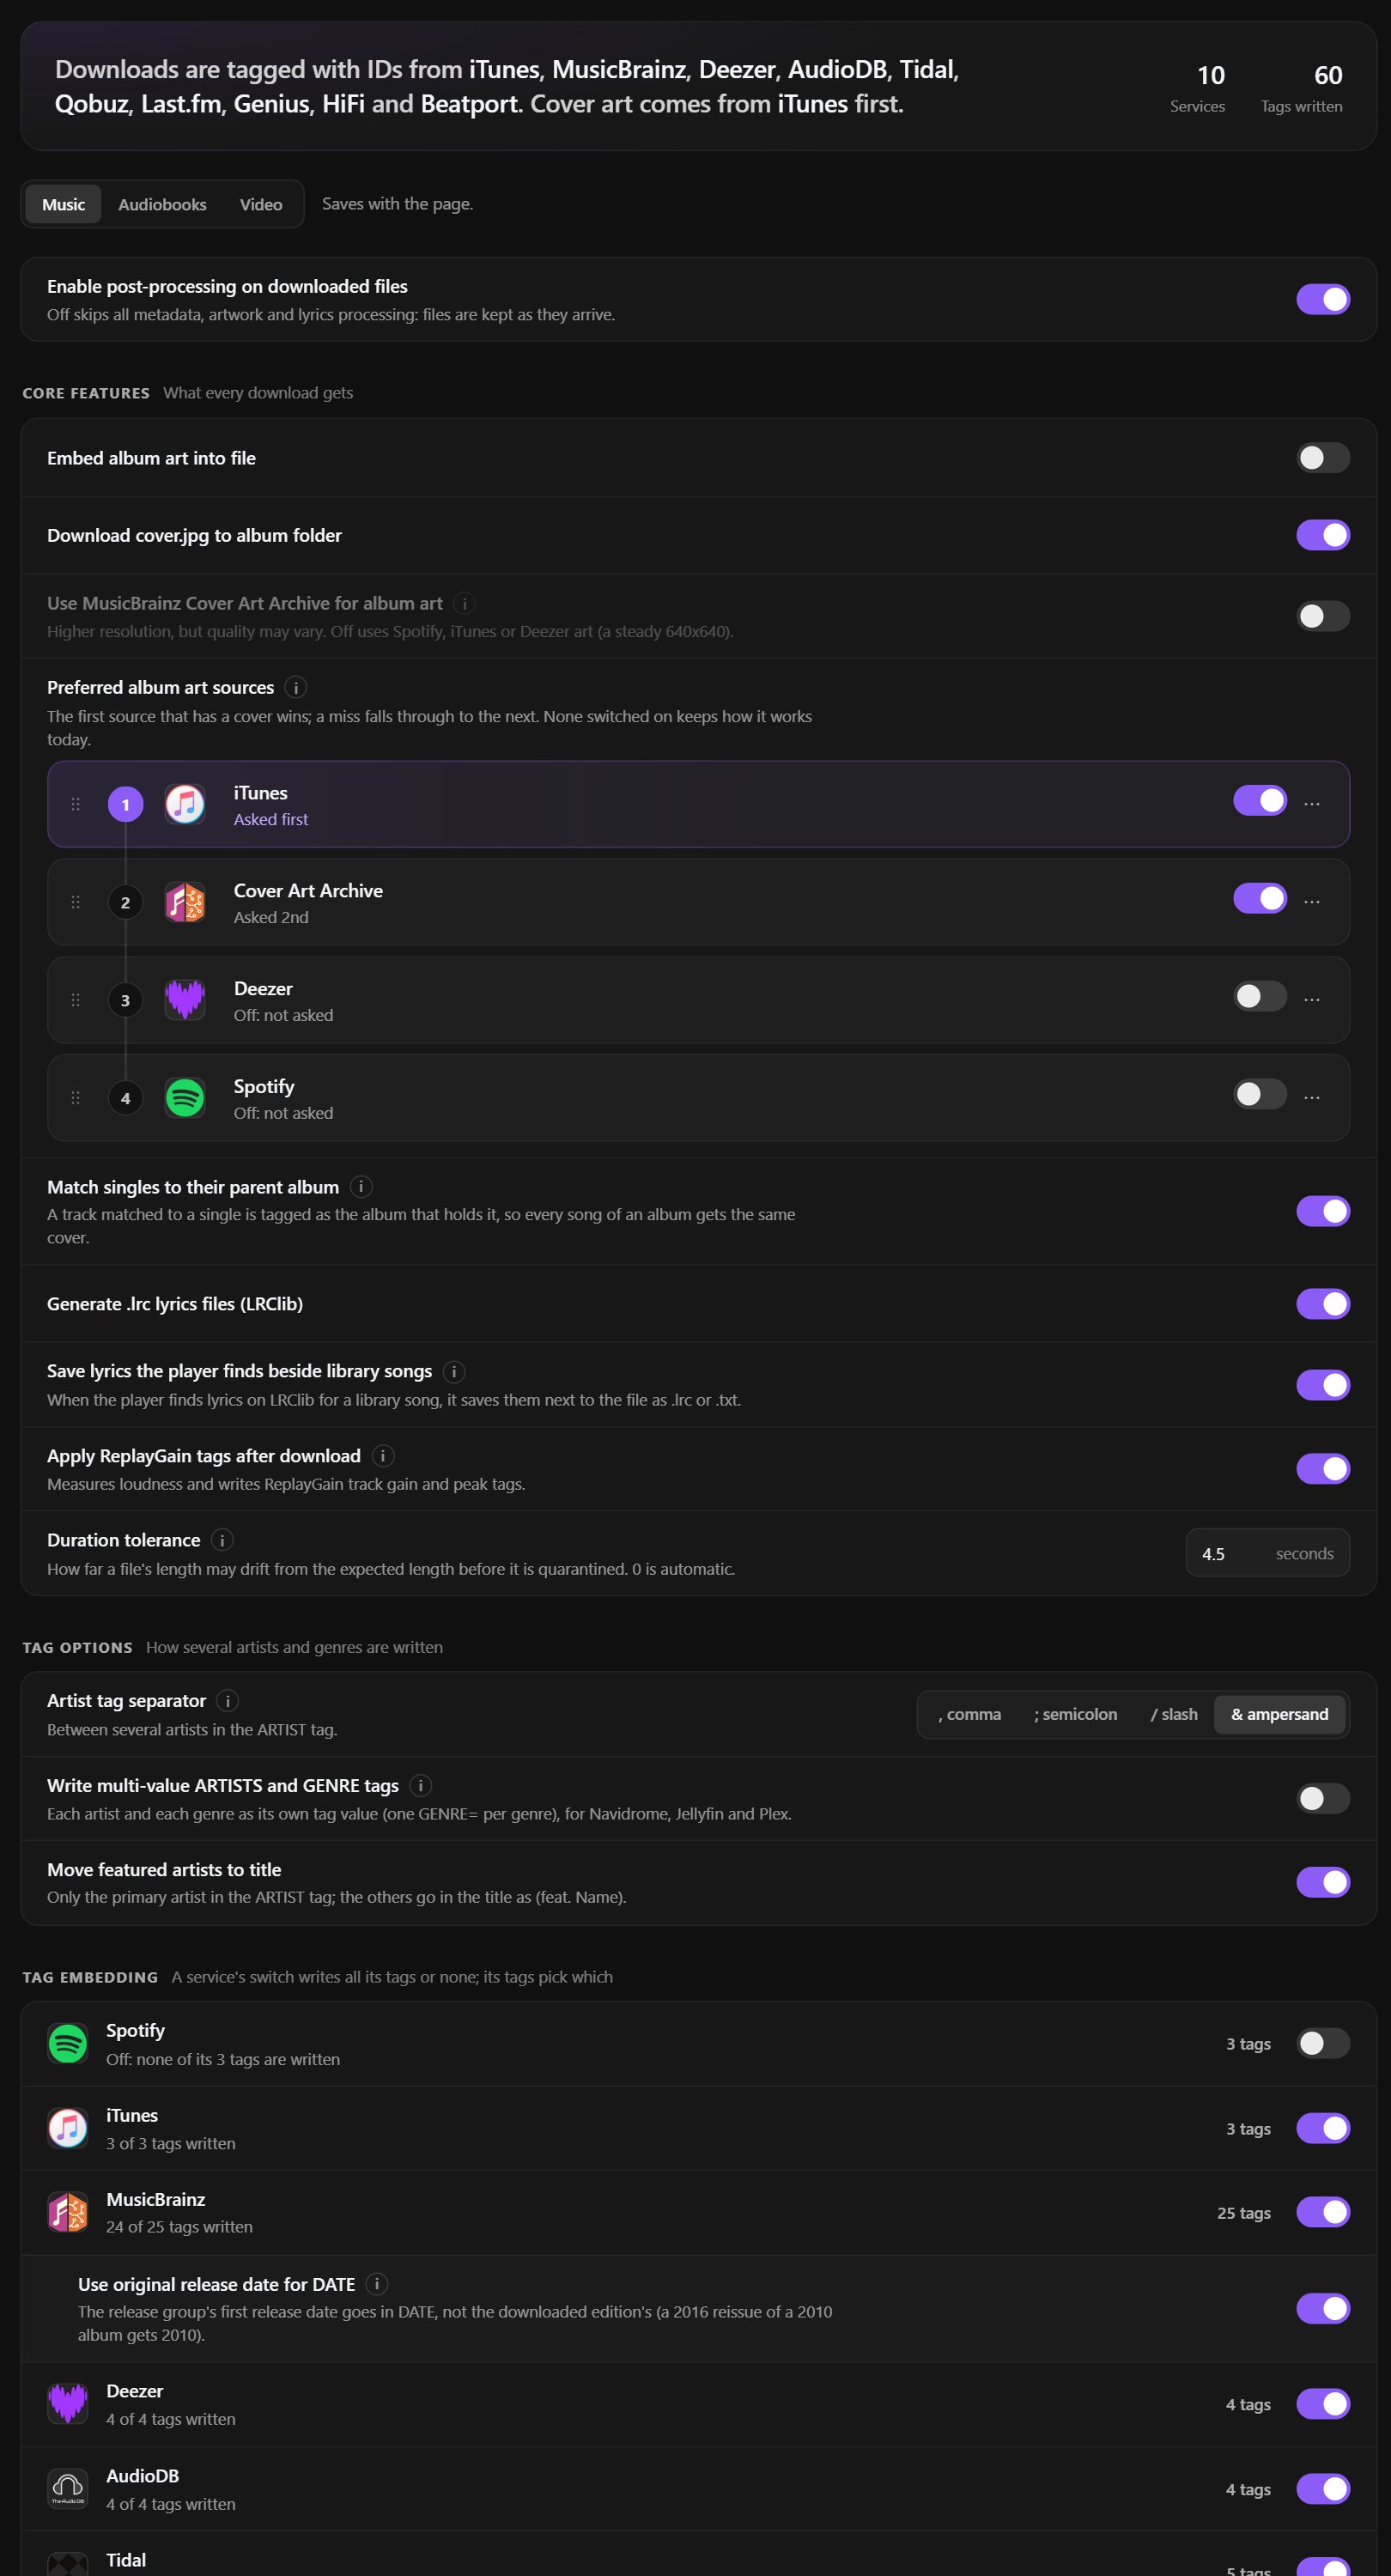 Downloads are tagged with IDs from iTunes, MusicBrainz, Deezer, AudioDB, Tidal,
Qobuz, Last.fm, Genius, HiFi and Beatport. Cover art comes from iTunes first.
10
Services
60
Tags written
Music
Audiobooks
Video
Saves with the page.
Enable post-processing on downloaded files
Off skips all metadata, artwork and lyrics processing: files are kept as they arrive.
CORE FEATURES What every download gets
Embed album art into file
Download cover.jpg to album folder
Use MusicBrainz Cover Art Archive for album art
Higher resolution, but quality may vary. Off uses Spotify, iTunes or Deezer art (a steady 640x640).
Preferred album art sources
The first source that has a cover wins; a miss falls through to the next. None switched on keeps how it works
today.
1
iTunes
Asked first
2
Cover Art Archive
Asked 2nd
3
Deezer
Off: not asked
4
Spotify
Off: not asked
Match singles to their parent album
A track matched to a single is tagged as the album that holds it, so every song of an album gets the same
cover.
Generate .lrc lyrics files (LRClib)
Save lyrics the player finds beside library songs
When the player finds lyrics on LRClib for a library song, it saves them next to the file as .lrc or .txt.
Apply ReplayGain tags after download
Measures loudness and writes ReplayGain track gain and peak tags.
Duration tolerance
How far a file's length may drift from the expected length before it is quarantined. 0 is automatic.
4.5 seconds
TAG OPTIONS How several artists and genres are written
Artist tag separator
Between several artists in the ARTIST tag.
, comma
; semicolon
/ slash
& ampersand
Write multi-value ARTISTS and GENRE tags
Each artist and each genre as its own tag value (one GENRE= per genre), for Navidrome, Jellyfin and Plex.
Move featured artists to title
Only the primary artist in the ARTIST tag; the others go in the title as (feat. Name).
TAG EMBEDDING A service's switch writes all its tags or none; its tags pick which
Spotify
Off: none of its 3 tags are written
3 tags
iTunes
3 of 3 tags written
3 tags
MusicBrainz
24 of 25 tags written
25 tags
Use original release date for DATE
The release group's first release date goes in DATE, not the downloaded edition's (a 2016 reissue of a 2010
album gets 2010).
Deezer
4 of 4 tags written
4 tags
AudioDB
4 of 4 tags written
4 tags
Tidal
5 tags